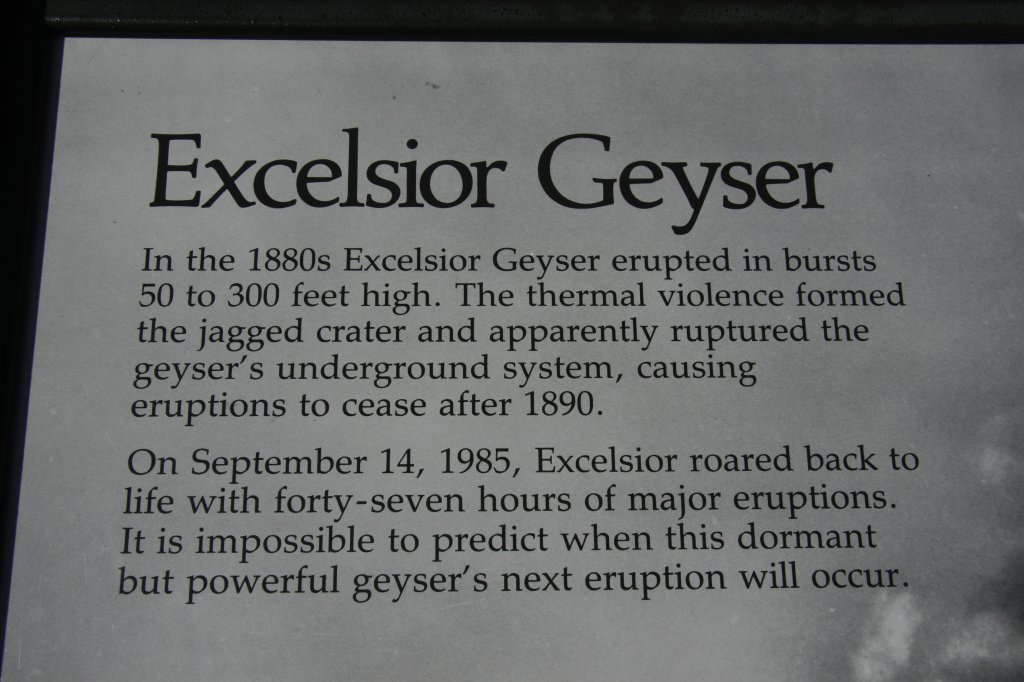 Excelsior Geyser
In the 1880s Excelsior Geyser erupted in bursts
50 to 300 feet high. The thermal violence formed
the jagged crater and apparently ruptured the
geyser's underground system, causing
eruptions to cease after 1890.
On September 14, 1985, Excelsior roared back to
life with forty-seven hours of major eruptions.
It is impossible to predict when this dormant
but powerful geyser's next eruption will occur.